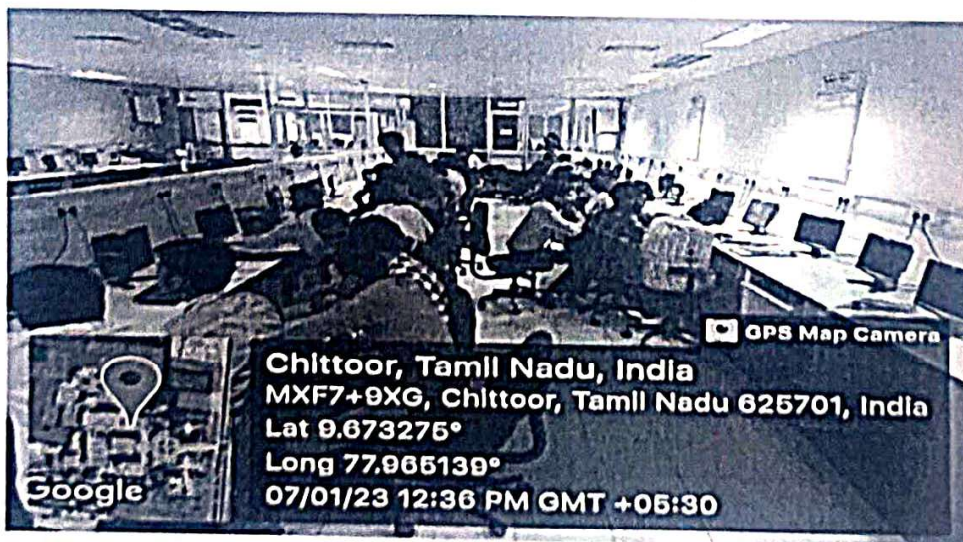 GPS Map Camera
Chittoor, Tamil Nadu, India
MXF7+9XG, Chittoor, Tamil Nadu 625701, India
Lat 9.673275°
Long 77.965139°
07/01/23 12:36 PM GMT +05:30
Google